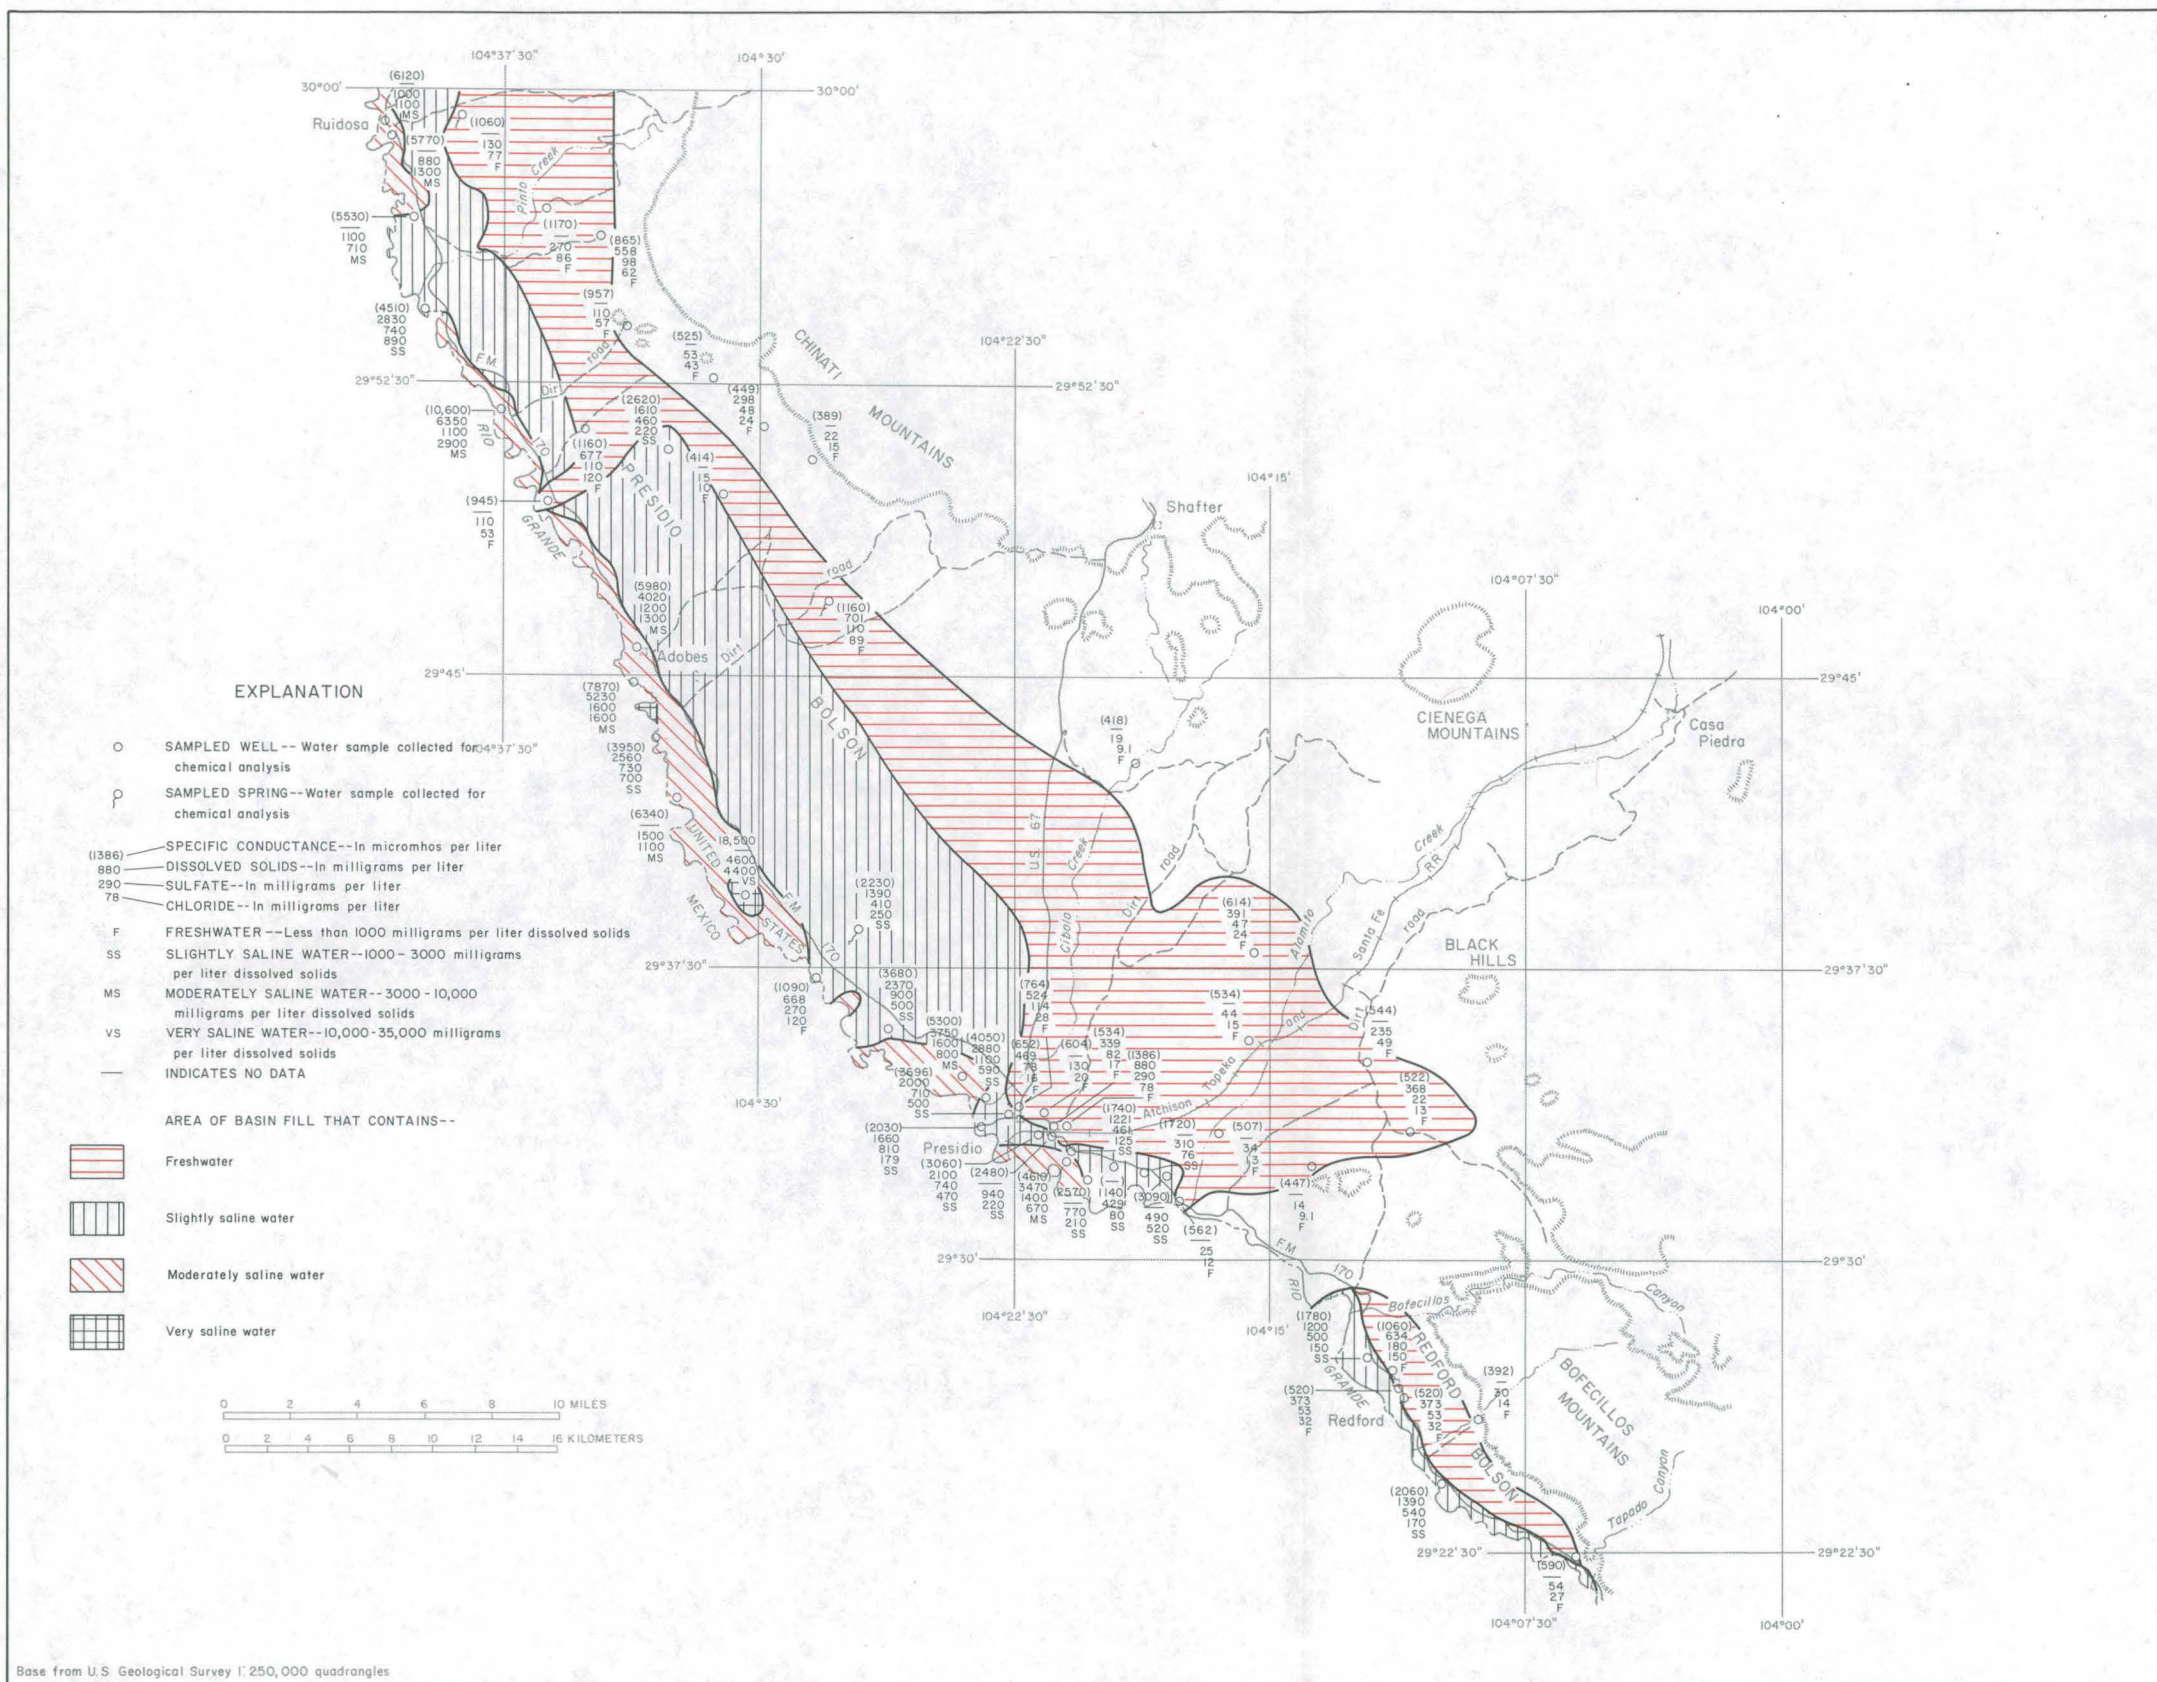 104°37'30"
104°30'
30°00'
30°00'
(6120)
—
1000
1100
MS
Ruidosa
(5770)
—
880
1300
MS
(1060)
—
130
77
F
Pinto Creek
(5530)
—
1100
710
MS
(1170)
—
270
86
F
(865)
558
98
62
F
(4510)
2830
740
890
SS
(957)
—
110
57
F
(525)
—
53
43
F
CHINATI
MOUNTAINS
104°22'30"
29°52'30"
29°52'30"
F.M.
170
Dirt road
(449)
298
48
24
F
(389)
—
22
15
F
(10,600)
6350
1100
2900
MS
RIO
GRANDE
(2620)
1610
460
220
SS
(1160)
677
110
120
F
(414)
—
15
10
F
PRESIDIO
BOLSON
(945)
—
110
53
F
104°15'
Shafter
104°07'30"
104°00'
road
Dirt
(5980)
4020
1200
1300
MS
(1160)
701
110
89
F
Adobes
29°45'
29°45'
(7870)
5230
1600
1600
MS
104°37'30"
(3950)
2560
730
700
SS
(418)
—
19
9.1
F
CIENEGA
MOUNTAINS
Casa
Piedra
(6340)
—
1500
1100
MS
UNITED STATES
MEXICO
18,500
—
4600
4400
VS
F.M.
170
(2230)
1390
410
250
SS
U.S. 67
Cibolo Creek
Dirt road
Alamito Creek
(614)
391
47
24
F
Atchison Topeka and Santa Fe RR
Dirt road
BLACK
HILLS
29°37'30"
29°37'30"
(1090)
668
270
120
F
(3680)
2370
900
500
SS
(764)
524
114
28
F
(534)
—
44
15
F
(544)
—
235
49
F
(5300)
3750
1600
800
MS
(4050)
2880
1100
590
SS
(652)
469
78
16
F
(604)
—
130
20
F
(534)
339
82
17
F
(1386)
880
290
78
F
(522)
368
22
13
F
(3696)
2000
710
500
SS
104°30'
(2030)
1660
810
179
SS
Presidio
(1740)
1221
461
125
SS
(1720)
—
310
76
SS
(507)
—
34
13
F
(3060)
2100
740
470
SS
(2480)
—
940
220
SS
(4610)
3470
1400
670
MS
(2570)
—
770
210
SS
(—)
1140
429
80
SS
(3090)
—
490
520
SS
(562)
—
25
12
F
(447)
—
14
9.1
F
29°30'
29°30'
104°22'30"
104°15'
FM
170
RIO
GRANDE
Bofecillos Canyon
(1780)
1200
500
150
SS
(1060)
634
180
150
F
REDFORD
BOLSON
(392)
—
30
14
F
BOFECILLOS
MOUNTAINS
(520)
373
53
32
F
Redford
(520)
373
53
32
F
(2060)
1390
540
170
SS
Tapado Canyon
29°22'30"
29°22'30"
(590)
—
54
27
F
104°07'30"
104°00'
EXPLANATION
SAMPLED WELL -- Water sample collected for
chemical analysis
SAMPLED SPRING--Water sample collected for
chemical analysis
(1386) SPECIFIC CONDUCTANCE--In micromhos per liter
880 DISSOLVED SOLIDS--In milligrams per liter
290 SULFATE--In milligrams per liter
78 CHLORIDE--In milligrams per liter
F FRESHWATER--Less than 1000 milligrams per liter dissolved solids
SS SLIGHTLY SALINE WATER--1000-3000 milligrams
per liter dissolved solids
MS MODERATELY SALINE WATER--3000-10,000
milligrams per liter dissolved solids
VS VERY SALINE WATER--10,000-35,000 milligrams
per liter dissolved solids
— INDICATES NO DATA
AREA OF BASIN FILL THAT CONTAINS--
Freshwater
Slightly saline water
Moderately saline water
Very saline water
0 2 4 6 8 10 MILES
0 2 4 6 8 10 12 14 16 KILOMETERS
Base from U.S. Geological Survey 1:250,000 quadrangles